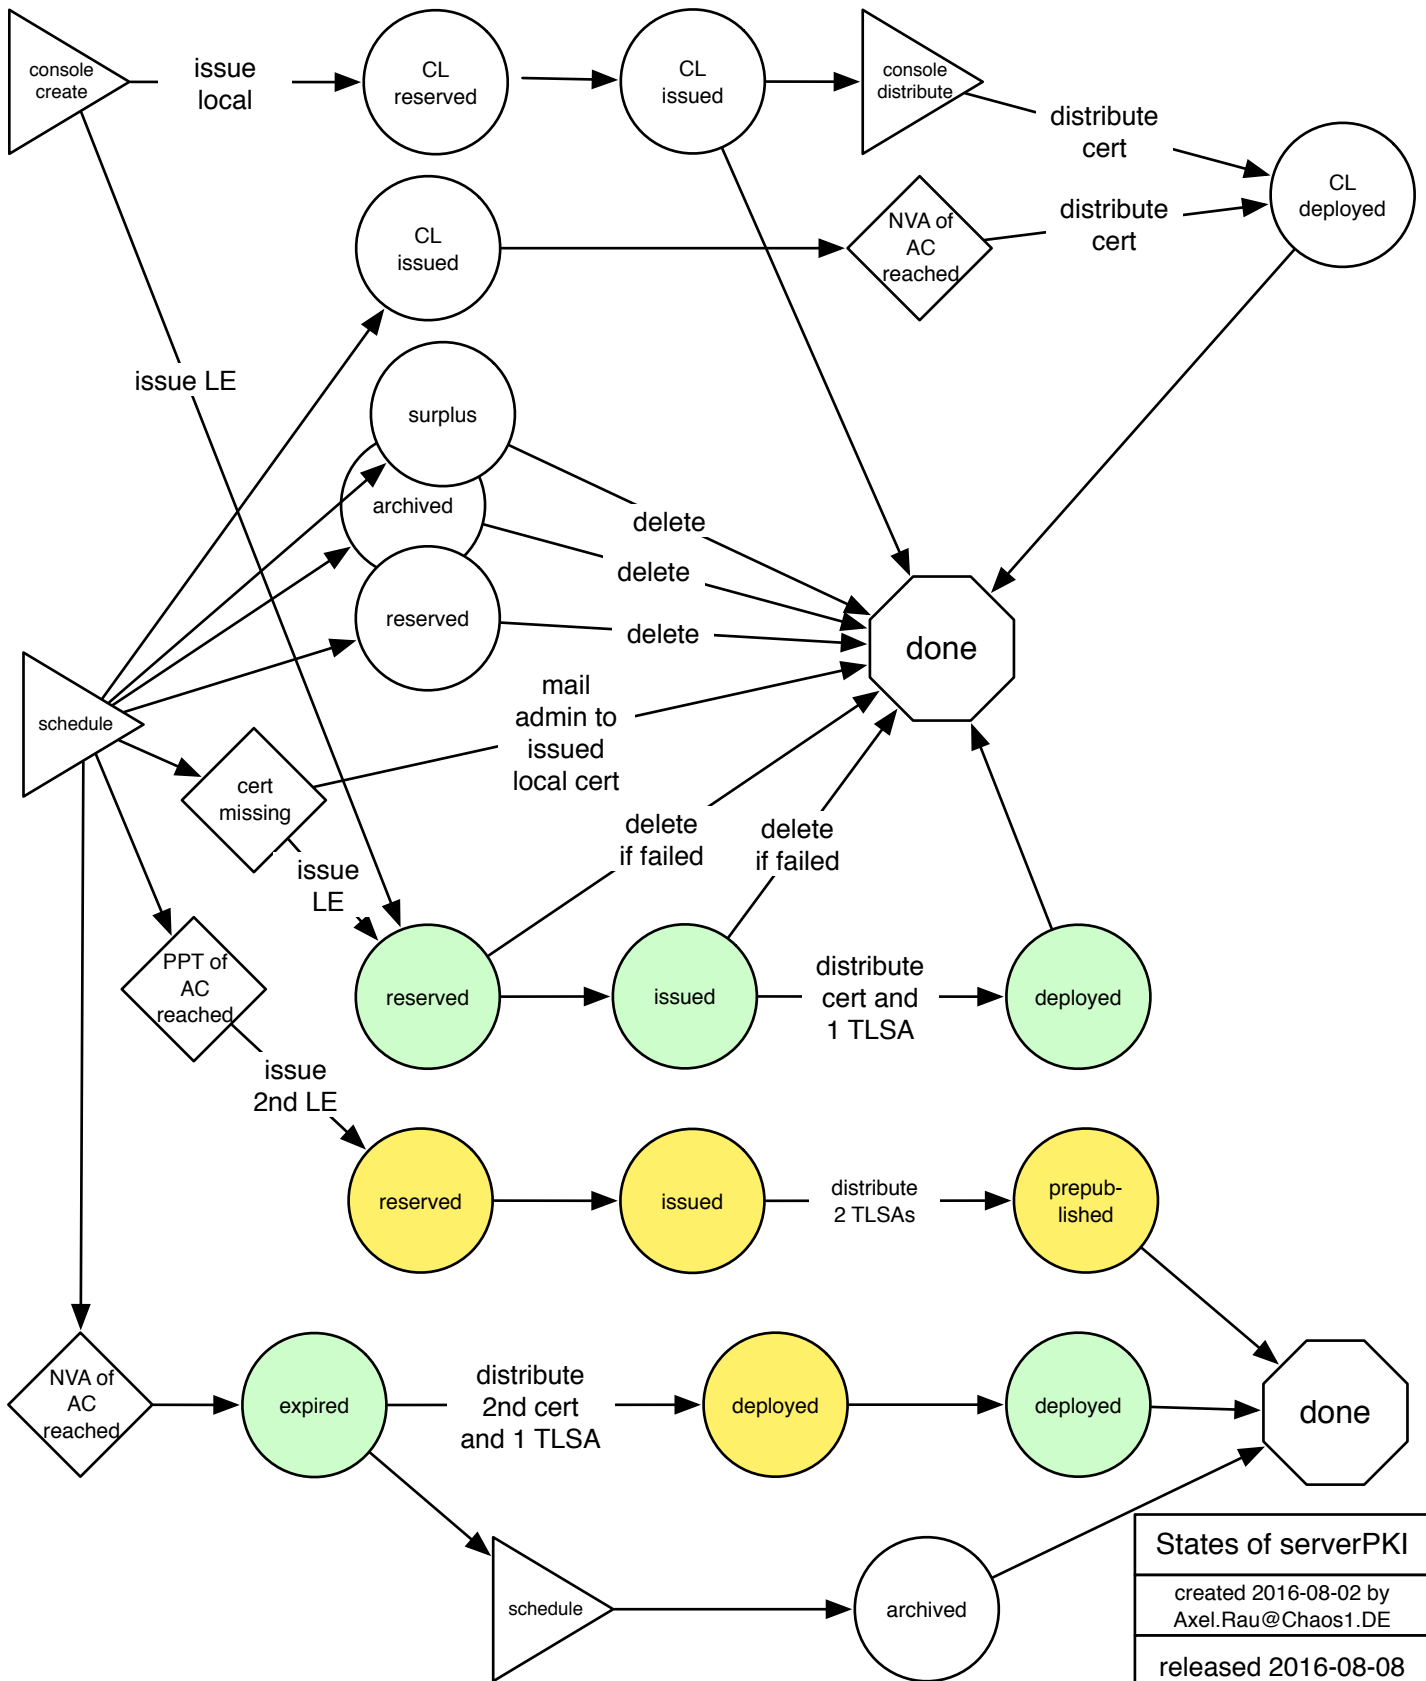 console
create
issue
local
CL
reserved
CL
issued
console
distribute
distribute
cert
CL
deployed
CL
issued
NVA of
AC
reached
distribute
cert
issue LE
surplus
archived
reserved
delete
delete
delete
done
schedule
mail
admin to
issued
local cert
cert
missing
issue
LE
delete
if failed
delete
if failed
PPT of
AC
reached
reserved
issued
distribute
cert and
1 TLSA
deployed
issue
2nd LE
reserved
issued
distribute
2 TLSAs
prepub-
lished
NVA of
AC
reached
expired
distribute
2nd cert
and 1 TLSA
deployed
deployed
done
schedule
archived
States of serverPKI
created 2016-08-02 by
Axel.Rau@Chaos1.DE
released 2016-08-08